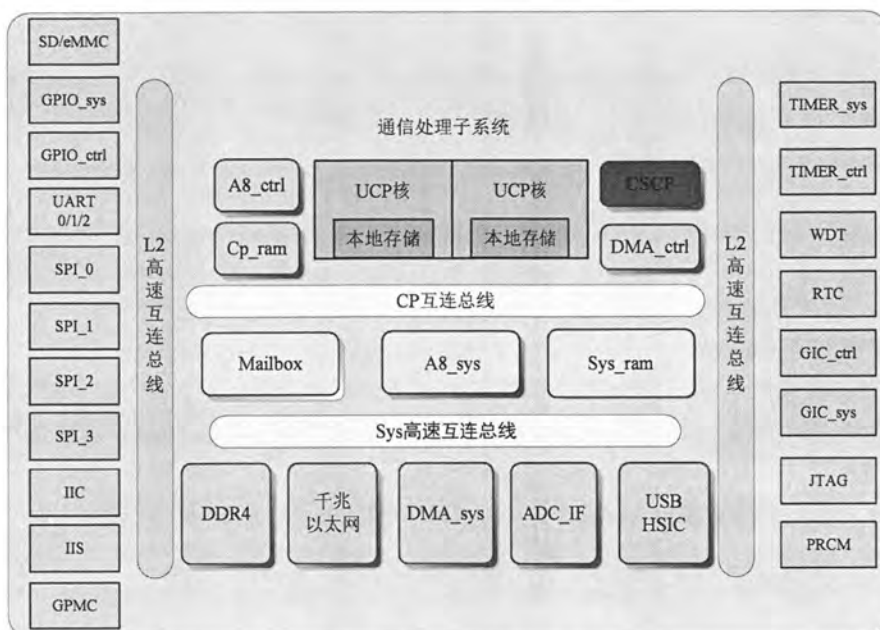 SD/eMMC
GPIO_sys
GPIO_ctrl
UART
0/1/2
SPI_0
SPI_1
SPI_2
SPI_3
IIC
IIS
GPMC
L2高速互连总线
通信处理子系统
A8_ctrl
UCP核
UCP核
Cp_ram
本地存储
本地存储
DMA_ctrl
CP互连总线
Mailbox
A8_sys
Sys_ram
Sys高速互连总线
DDR4
千兆
以太网
DMA_sys
ADC_IF
USB
HSIC
L2高速互连总线
TIMER_sys
TIMER_ctrl
WDT
RTC
GIC_ctrl
GIC_sys
JTAG
PRCM